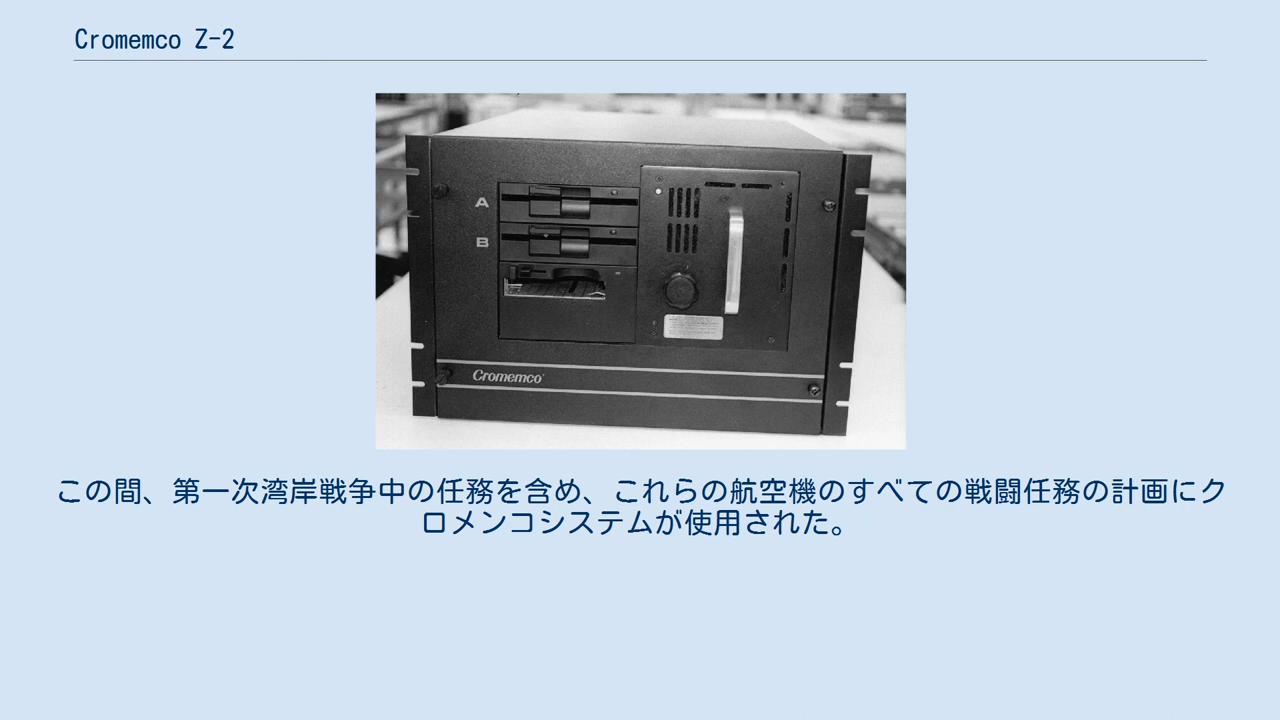 Cromemco Z-2
A
B
Cromemco
この間、第一次湾岸戦争中の任務を含め、これらの航空機のすべての戦闘任務の計画にク
ロメンコシステムが使用された。